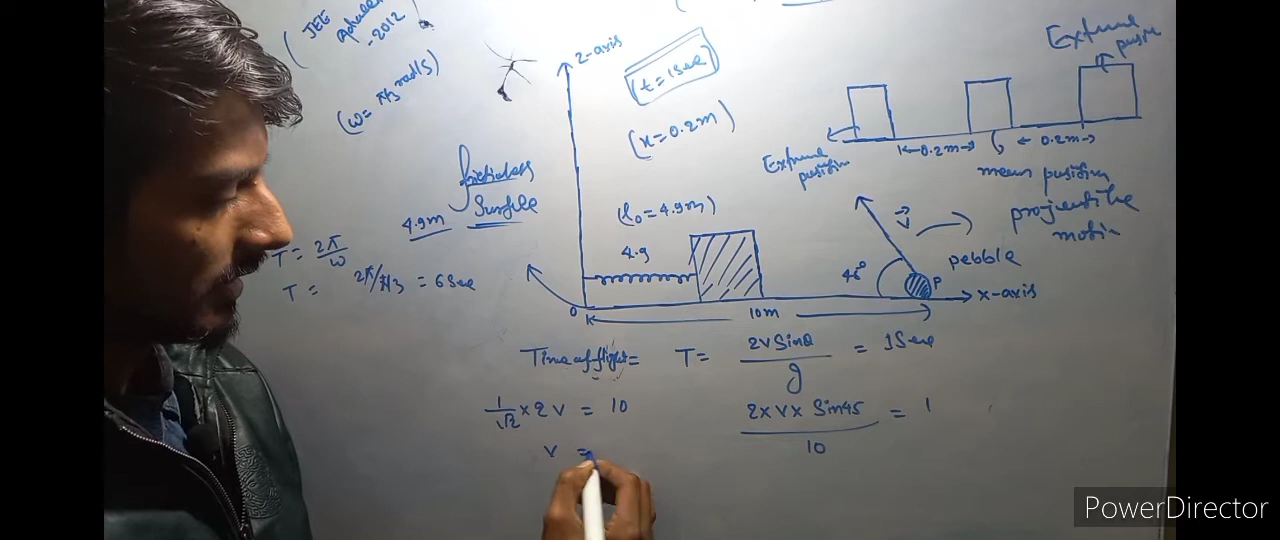 (JEE
Advanced
-2012
(ω= π/3 rad/s)
z-axis
(t=1sec)
(x=0.2m)
Extreme
position
Extreme
position
0.2m
0.2m
mean position
frictionless
Surface
4.9m
(l₀=4.9m)
4.9
T= 2π/ω
T= 2π/π/3 = 6sec
V⃗
projectile
motion
pebble
45°
P
x-axis
O
10m
Time of flight = T= 2vSinθ/g = 1Sec
1/√2 × 2v = 10
2×v× Sin45/10 = 1
v =
PowerDirector